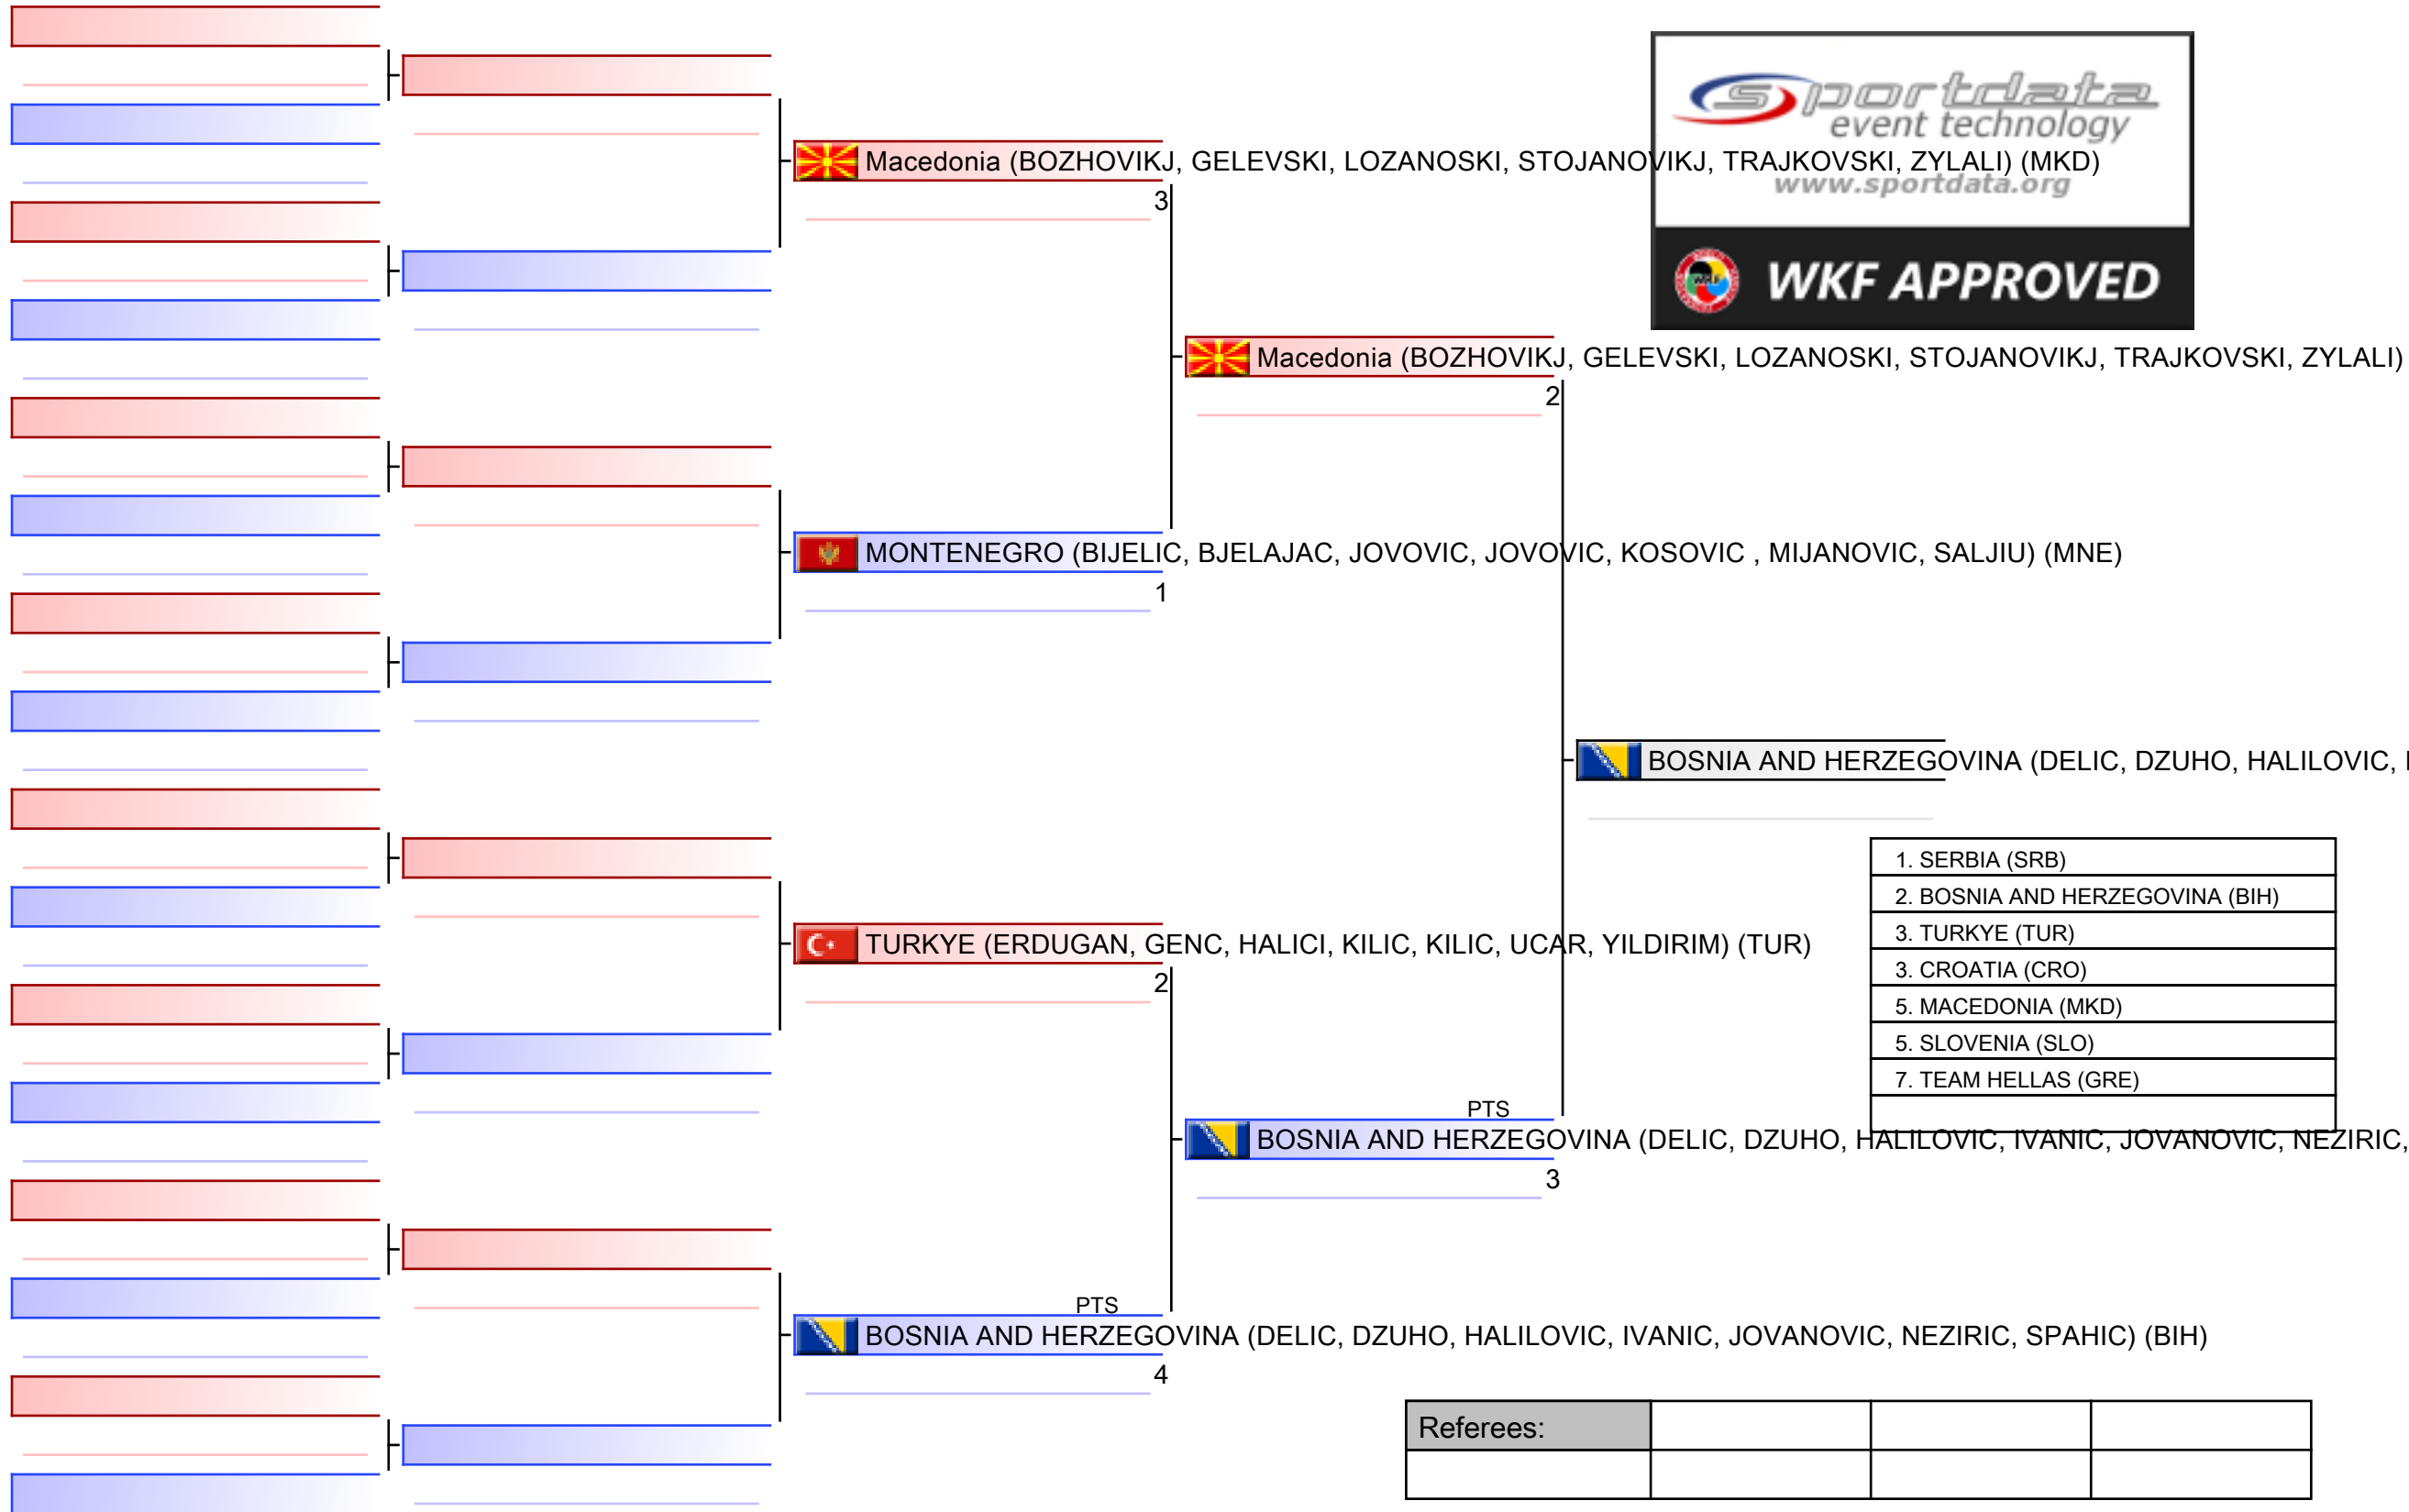 sportdata
event technology
Macedonia (BOZHOVIKJ, GELEVSKI, LOZANOSKI, STOJANOVIKJ, TRAJKOVSKI, ZYLALI) (MKD)
www.sportdata.org
3
WKF
WKF APPROVED
Macedonia (BOZHOVIKJ, GELEVSKI, LOZANOSKI, STOJANOVIKJ, TRAJKOVSKI, ZYLALI)
2
MONTENEGRO (BIJELIC, BJELAJAC, JOVOVIC, JOVOVIC, KOSOVIC , MIJANOVIC, SALJIU) (MNE)
1
BOSNIA AND HERZEGOVINA (DELIC, DZUHO, HALILOVIC,
1. SERBIA (SRB)
2. BOSNIA AND HERZEGOVINA (BIH)
3. TURKYE (TUR)
3. CROATIA (CRO)
5. MACEDONIA (MKD)
5. SLOVENIA (SLO)
7. TEAM HELLAS (GRE)
TURKYE (ERDUGAN, GENC, HALICI, KILIC, KILIC, UCAR, YILDIRIM) (TUR)
2
PTS
BOSNIA AND HERZEGOVINA (DELIC, DZUHO, HALILOVIC, IVANIC, JOVANOVIC, NEZIRIC,
3
PTS
BOSNIA AND HERZEGOVINA (DELIC, DZUHO, HALILOVIC, IVANIC, JOVANOVIC, NEZIRIC, SPAHIC) (BIH)
4
Referees: